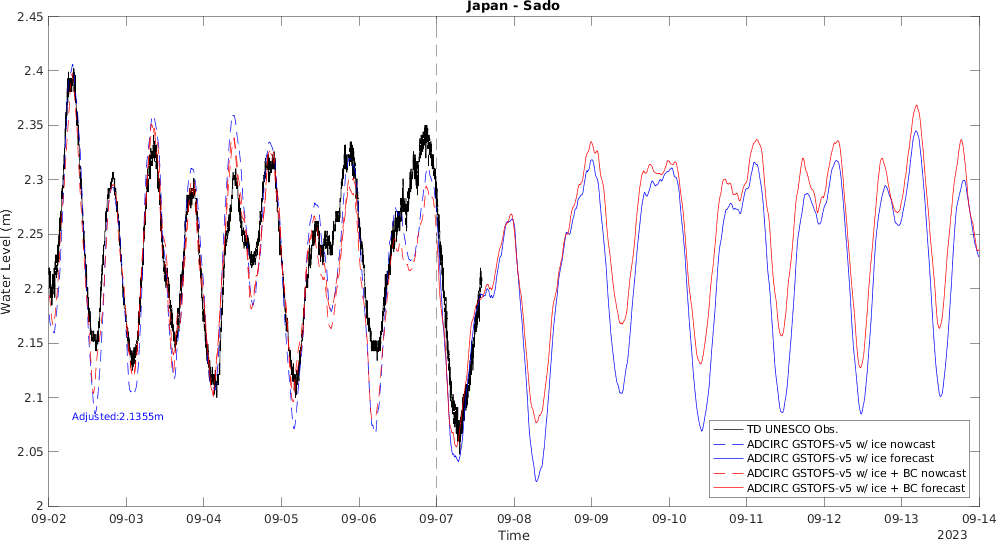 Japan - Sado
2.45
2.4
2.35
2.3
2.25
2.2
2.15
2.1
2.05
2
Water Level (m)
Adjusted:2.1355m
TD UNESCO Obs.
ADCIRC GSTOFS-v5 w/ ice nowcast
ADCIRC GSTOFS-v5 w/ ice forecast
ADCIRC GSTOFS-v5 w/ ice + BC nowcast
ADCIRC GSTOFS-v5 w/ ice + BC forecast
09-02 09-03 09-04 09-05 09-06 09-07 09-08 09-09 09-10 09-11 09-12 09-13 09-14
Time
2023